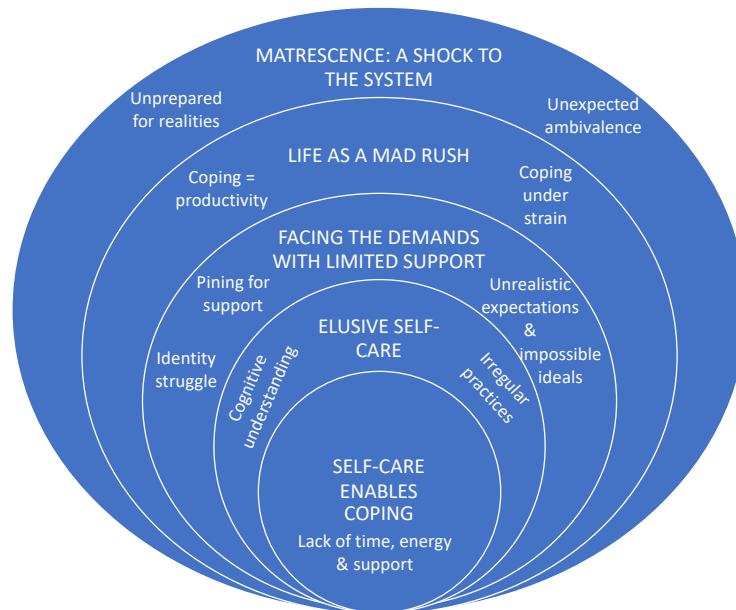 MATRESCENCE: A SHOCK TO
THE SYSTEM
Unprepared
for realities
Unexpected
ambivalence
LIFE AS A MAD RUSH
Coping =
productivity
Coping
under
strain
FACING THE DEMANDS
WITH LIMITED SUPPORT
Pining for
support
Unrealistic
expectations
&
impossible
ideals
Identity
struggle
ELUSIVE SELF-
CARE
Cognitive
understanding
Irregular
practices
SELF-CARE
ENABLES
COPING
Lack of time, energy
& support